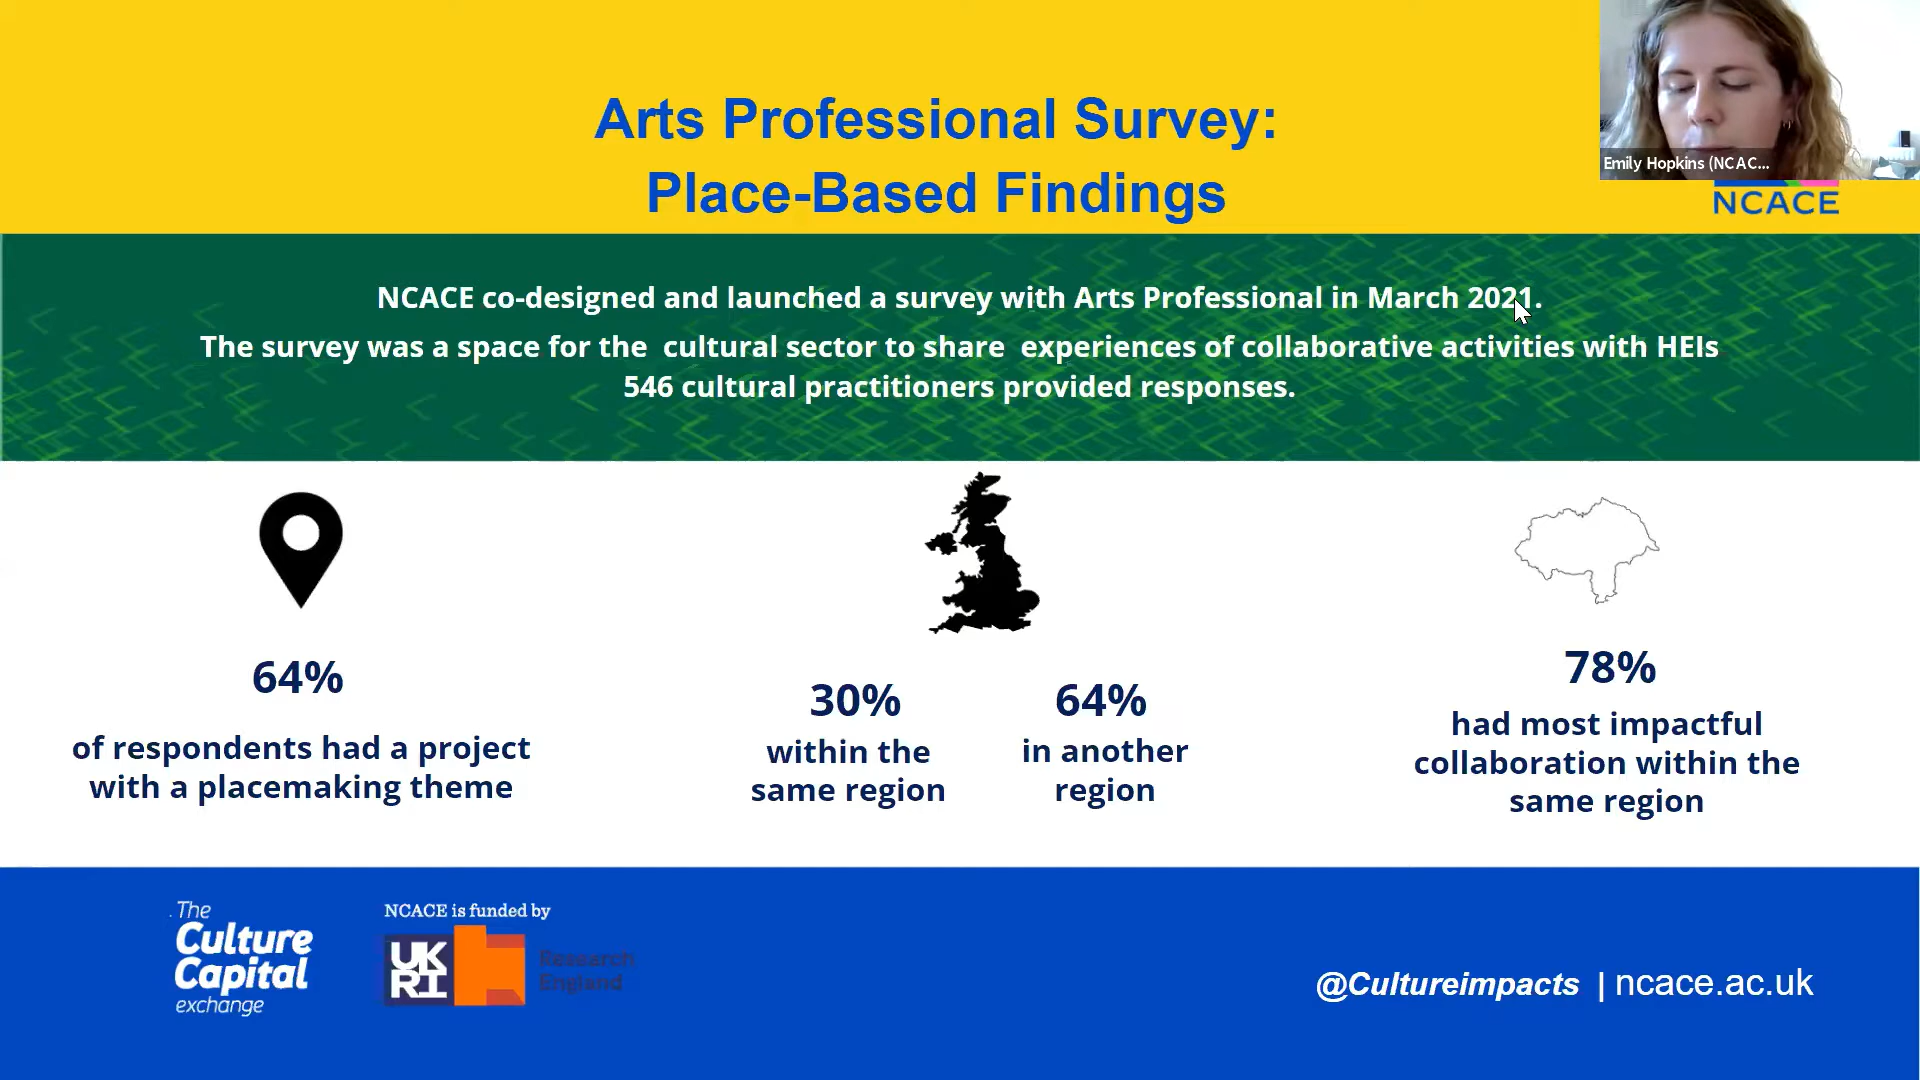 Arts Professional Survey:
Place-Based Findings
Emily Hopkins (NCAC...
NCACE
NCACE co-designed and launched a survey with Arts Professional in March 2021.
The survey was a space for the cultural sector to share experiences of collaborative activities with HEIs
546 cultural practitioners provided responses.
64%
of respondents had a project
with a placemaking theme
30%
within the
same region
64%
in another
region
78%
had most impactful
collaboration within the
same region
.The
Culture
Capital
exchange
NCACE is funded by
UK
RI
Research
England
@Cultureimpacts | ncace.ac.uk